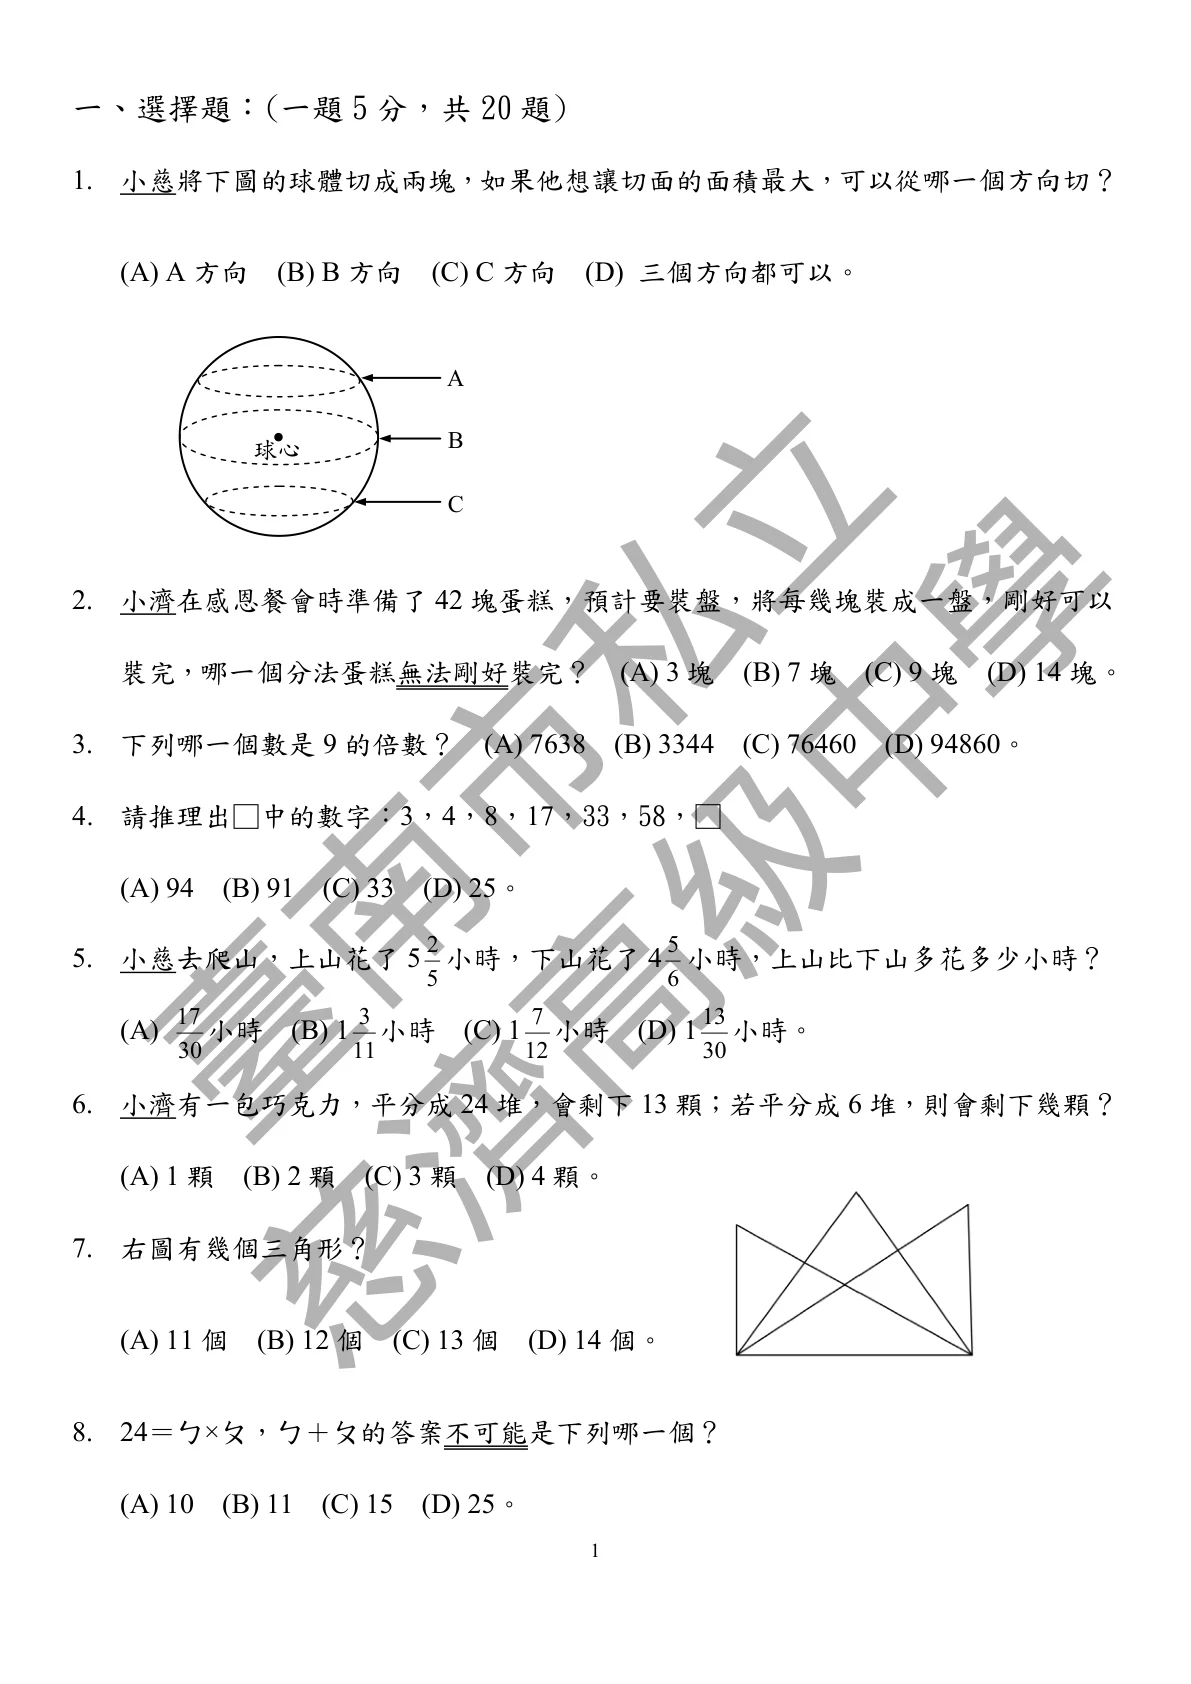 一、選擇題：(一題 5 分，共 20 題)
1. 小慈將下圖的球體切成兩塊，如果他想讓切面的面積最大，可以從哪一個方向切？
(A) A 方向 (B) B 方向 (C) C 方向 (D) 三個方向都可以。
A
球心
B
C
2. 小濟在感恩餐會時準備了 42 塊蛋糕，預計要裝盤，將每幾塊裝成一盤，剛好可以
裝完，哪一個分法蛋糕無法剛好裝完？ (A) 3 塊 (B) 7 塊 (C) 9 塊 (D) 14 塊。
3. 下列哪一個數是 9 的倍數？ (A) 7638 (B) 3344 (C) 76460 (D) 94860。
4. 請推理出□中的數字：3，4，8，17，33，58，□
(A) 94 (B) 91 (C) 33 (D) 25。
5. 小慈去爬山，上山花了 5 2/5 小時，下山花了 4 5/6 小時，上山比下山多花多少小時？
(A) 17/30 小時 (B) 1 3/11 小時 (C) 1 7/12 小時 (D) 1 13/30 小時。
6. 小濟有一包巧克力，平分成 24 堆，會剩下 13 顆；若平分成 6 堆，則會剩下幾顆？
(A) 1 顆 (B) 2 顆 (C) 3 顆 (D) 4 顆。
7. 右圖有幾個三角形？
(A) 11 個 (B) 12 個 (C) 13 個 (D) 14 個。
8. 24＝ㄅ×ㄆ，ㄅ＋ㄆ的答案不可能是下列哪一個？
(A) 10 (B) 11 (C) 15 (D) 25。
1
臺南市私立
慈濟高級中學